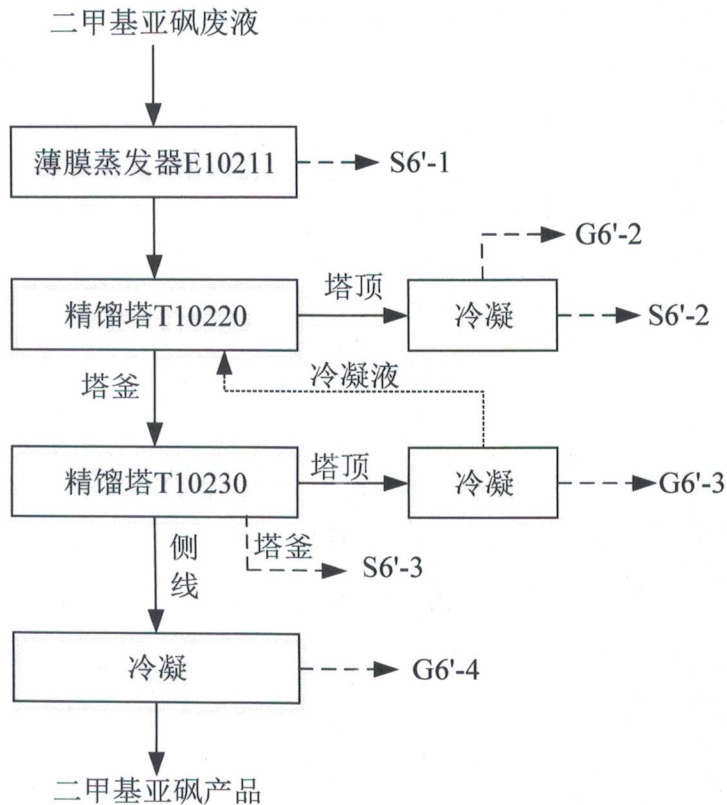 二甲基亚砜废液
薄膜蒸发器E10211
S6'-1
G6'-2
精馏塔T10220
塔顶
冷凝
S6'-2
塔釜
冷凝液
精馏塔T10230
塔顶
冷凝
G6'-3
侧线
塔釜
S6'-3
冷凝
G6'-4
二甲基亚砜产品